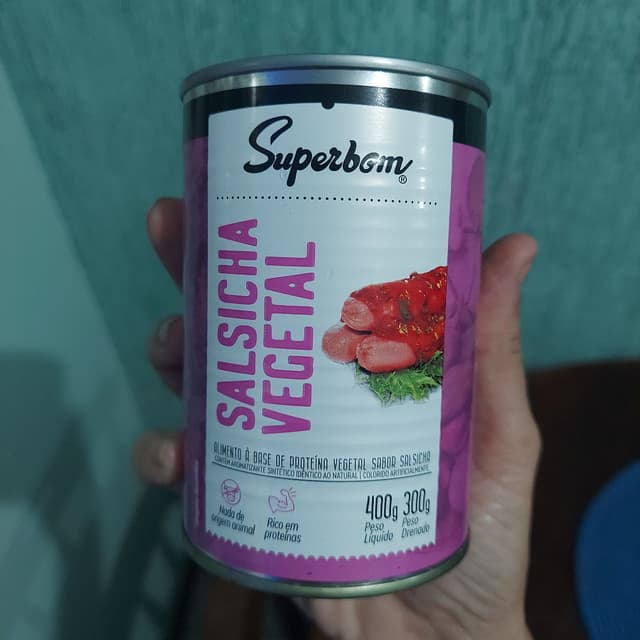 Superbom®
SALSICHA
VEGETAL
ALIMENTO À BASE DE PROTEÍNA VEGETAL SABOR SALSICHA
CONTÉM AROMATIZANTE SINTÉTICO IDÊNTICO AO NATURAL | COLORIDO ARTIFICIALMENTE
Nada de
origem animal
Rico em
proteínas
400g
Peso
Líquido
300g
Peso
Drenado